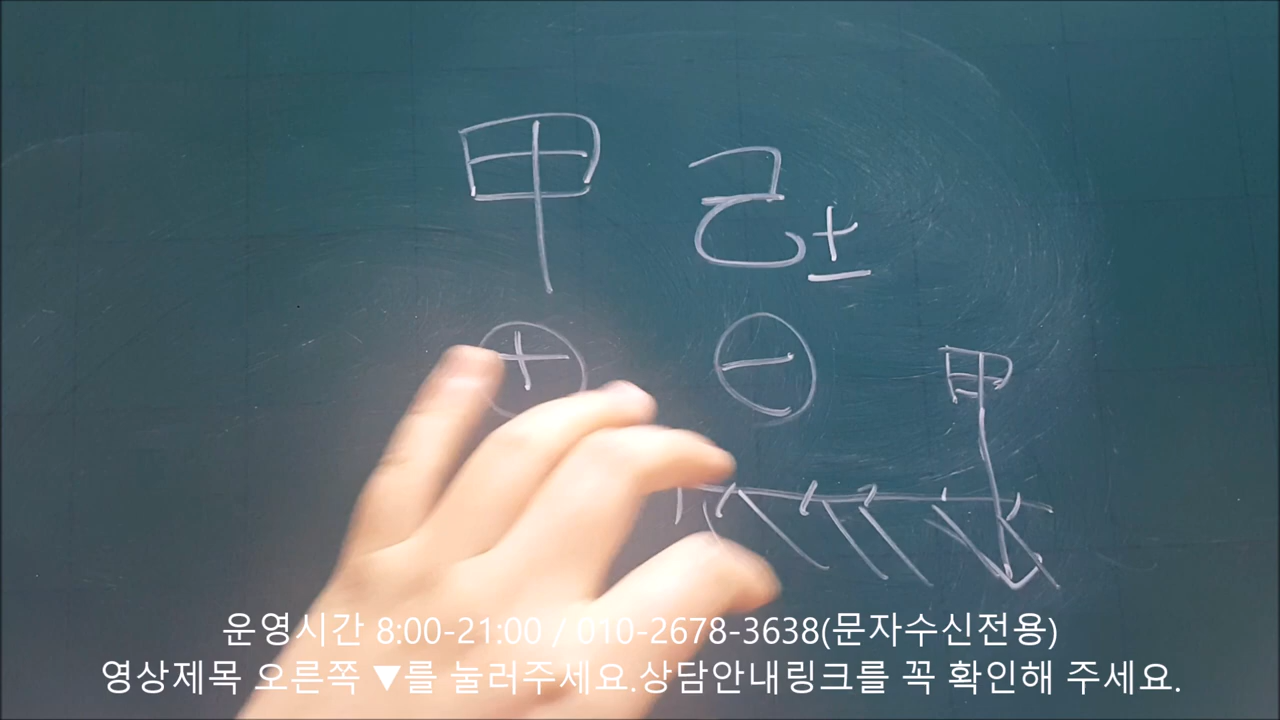 甲 己土
+ -
甲
운영시간 8:00-21:00 / 010-2678-3638(문자수신전용)
영상제목 오른쪽 ▼를 눌러주세요.상담안내링크를 꼭 확인해 주세요.